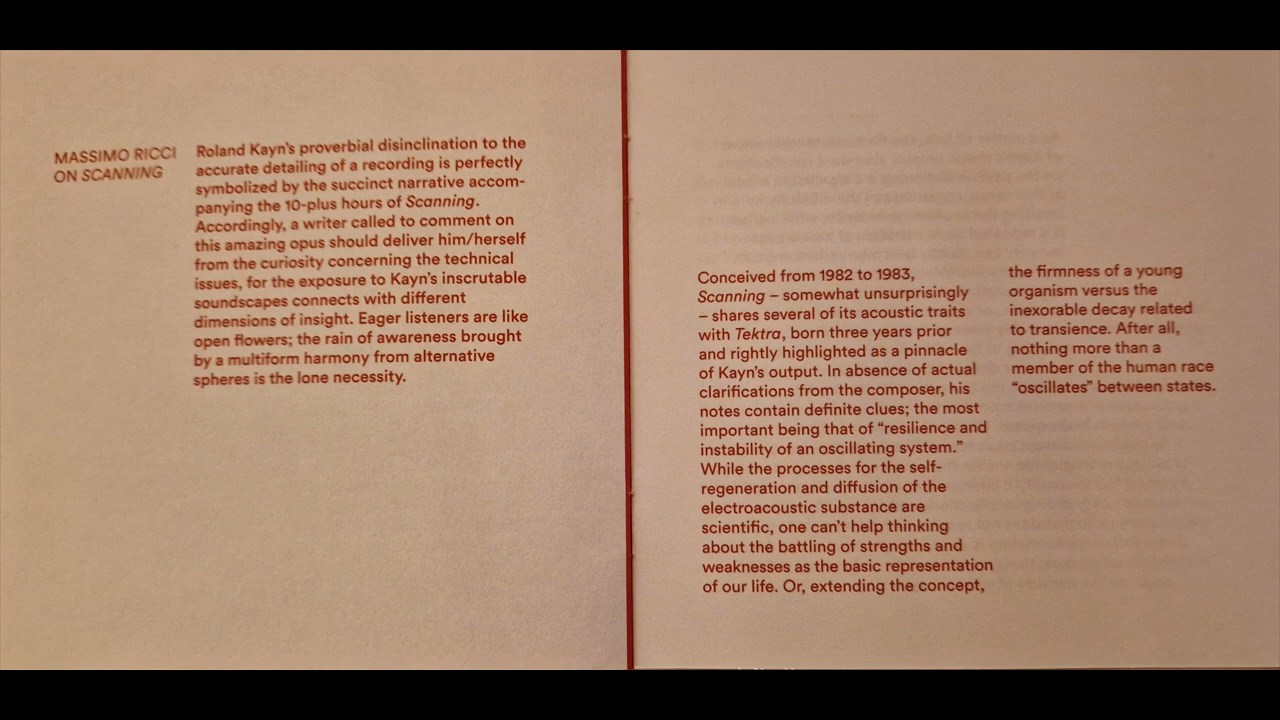 MASSIMO RICCI
ON SCANNING
Roland Kayn's proverbial disinclination to the
accurate detailing of a recording is perfectly
symbolized by the succinct narrative accom-
panying the 10-plus hours of Scanning.
Accordingly, a writer called to comment on
this amazing opus should deliver him/herself
from the curiosity concerning the technical
issues, for the exposure to Kayn's inscrutable
soundscapes connects with different
dimensions of insight. Eager listeners are like
open flowers; the rain of awareness brought
by a multiform harmony from alternative
spheres is the lone necessity.
Conceived from 1982 to 1983,
Scanning – somewhat unsurprisingly
– shares several of its acoustic traits
with Tektra, born three years prior
and rightly highlighted as a pinnacle
of Kayn's output. In absence of actual
clarifications from the composer, his
notes contain definite clues; the most
important being that of “resilience and
instability of an oscillating system.”
While the processes for the self-
regeneration and diffusion of the
electroacoustic substance are
scientific, one can't help thinking
about the battling of strengths and
weaknesses as the basic representation
of our life. Or, extending the concept,
the firmness of a young
organism versus the
inexorable decay related
to transience. After all,
nothing more than a
member of the human race
“oscillates” between states.